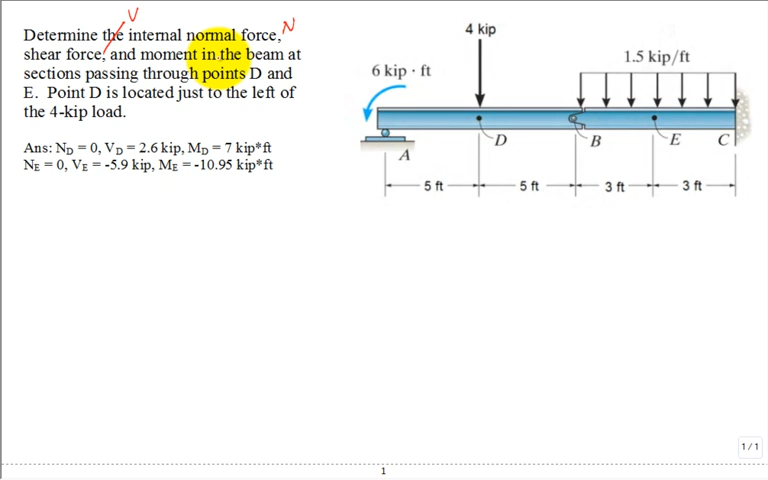 V
N
Determine the internal normal force,
shear force, and moment in the beam at
sections passing through points D and
E. Point D is located just to the left of
the 4-kip load.
Ans: ND = 0, VD = 2.6 kip, MD = 7 kip*ft
NE = 0, VE = -5.9 kip, ME = -10.95 kip*ft
4 kip
1.5 kip/ft
6 kip · ft
A
D
B
E
C
5 ft
5 ft
3 ft
3 ft
1/1
1